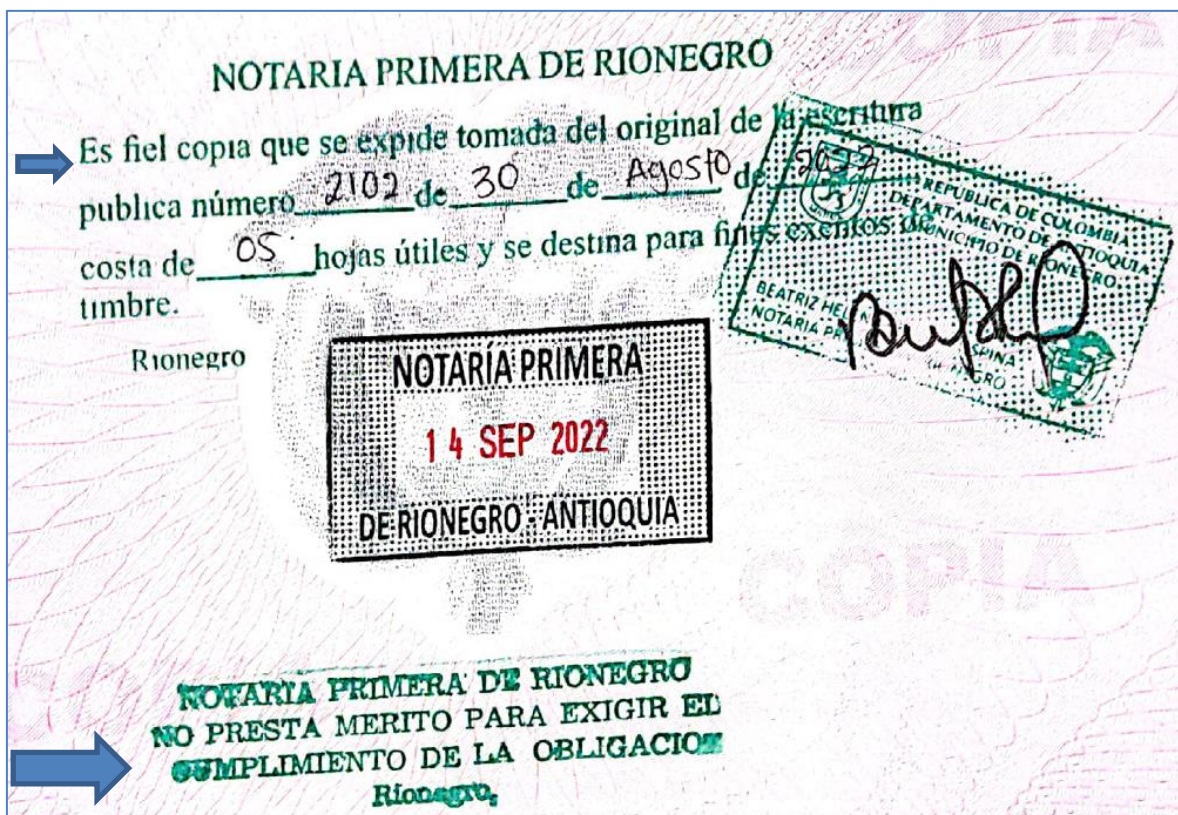 NOTARIA PRIMERA DE RIONEGRO
Es fiel copia que se expide tomada del original de la escritura
publica número 2102 de 30 de Agosto de 2022
costa de 05 hojas útiles y se destina para fines exentos de
timbre.
REPUBLICA DE COLOMBIA
DEPARTAMENTO DE ANTIOQUIA
MUNICIPIO DE RIONEGRO
BEATRIZ
NOTARIA
Rionegro
NOTARÍA PRIMERA
14 SEP 2022
DE RIONEGRO - ANTIOQUIA
COPIA
NOTARIA PRIMERA DE RIONEGRO
NO PRESTA MERITO PARA EXIGIR EL
CUMPLIMIENTO DE LA OBLIGACION
Rionegro,